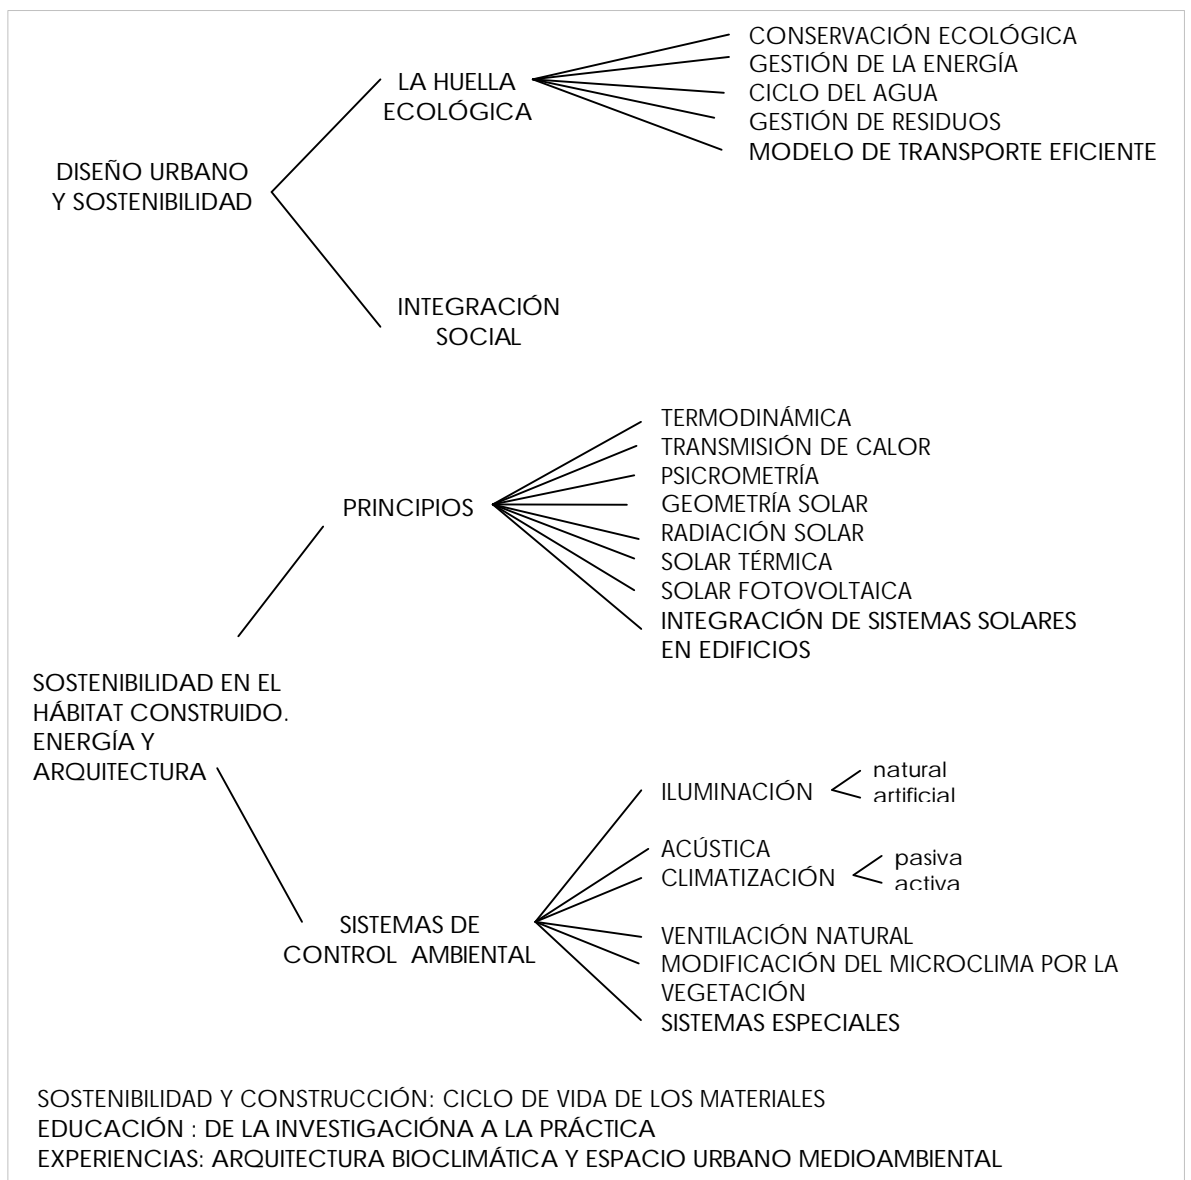 CONSERVACIÓN ECOLÓGICA
GESTIÓN DE LA ENERGÍA
CICLO DEL AGUA
GESTIÓN DE RESIDUOS
MODELO DE TRANSPORTE EFICIENTE
LA HUELLA
ECOLÓGICA
DISEÑO URBANO
Y SOSTENIBILIDAD
INTEGRACIÓN
SOCIAL
TERMODINÁMICA
TRANSMISIÓN DE CALOR
PSICROMETRÍA
GEOMETRÍA SOLAR
RADIACIÓN SOLAR
SOLAR TÉRMICA
SOLAR FOTOVOLTAICA
INTEGRACIÓN DE SISTEMAS SOLARES
EN EDIFICIOS
PRINCIPIOS
SOSTENIBILIDAD EN EL
HÁBITAT CONSTRUIDO.
ENERGÍA Y
ARQUITECTURA
ILUMINACIÓN
natural
artificial
ACÚSTICA
CLIMATIZACIÓN
pasiva
activa
SISTEMAS DE
CONTROL AMBIENTAL
VENTILACIÓN NATURAL
MODIFICACIÓN DEL MICROCLIMA POR LA
VEGETACIÓN
SISTEMAS ESPECIALES
SOSTENIBILIDAD Y CONSTRUCCIÓN: CICLO DE VIDA DE LOS MATERIALES
EDUCACIÓN : DE LA INVESTIGACIÓNA A LA PRÁCTICA
EXPERIENCIAS: ARQUITECTURA BIOCLIMÁTICA Y ESPACIO URBANO MEDIOAMBIENTAL